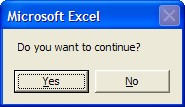 Microsoft Excel
Do you want to continue?
Yes No